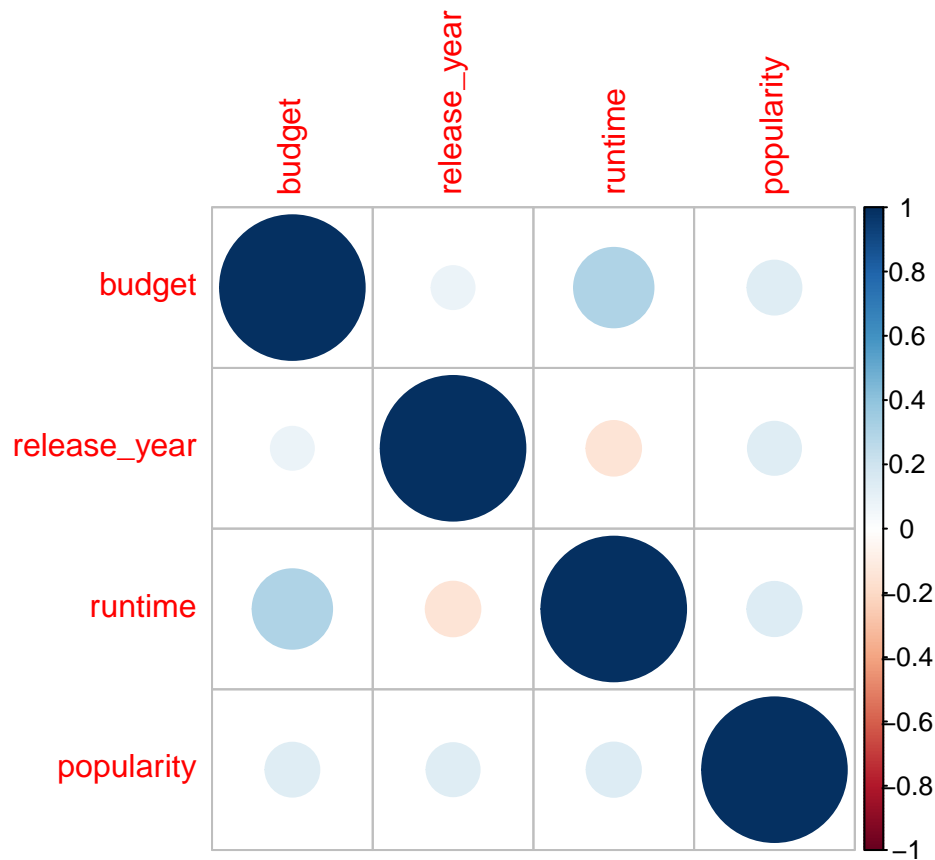 budget
release_year
runtime
popularity
budget
release_year
runtime
popularity
1
0.8
0.6
0.4
0.2
0
−0.2
−0.4
−0.6
−0.8
−1